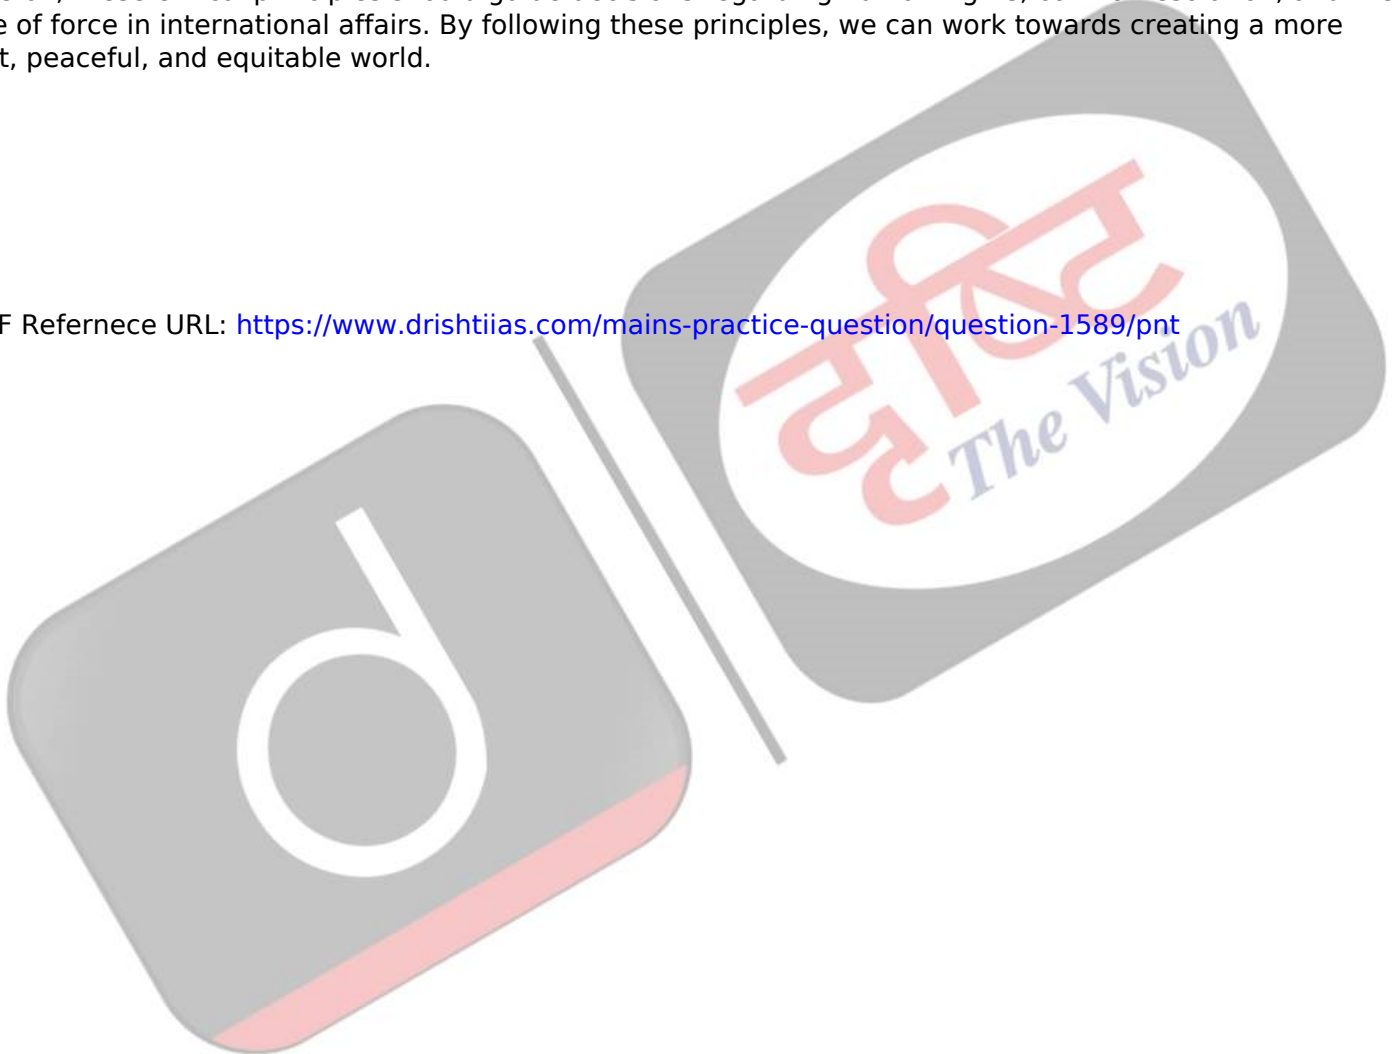 e of force in international affairs. By following these principles, we can work towards creating a more
t, peaceful, and equitable world.
F Refernece URL: https://www.drishtiias.com/mains-practice-question/question-1589/pnt
दृष्टि
The Vision
d